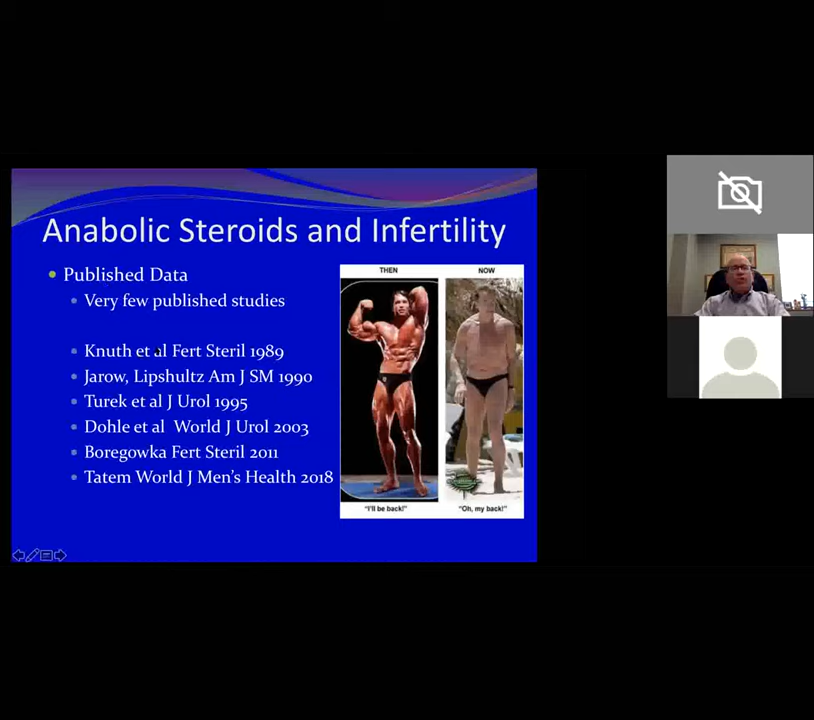 Anabolic Steroids and Infertility
Published Data
Very few published studies
Knuth et al Fert Steril 1989
Jarow, Lipshultz Am J SM 1990
Turek et al J Urol 1995
Dohle et al World J Urol 2003
Boregowka Fert Steril 2011
Tatem World J Men's Health 2018
THEN NOW
"I'll be back!" "Oh, my back!"